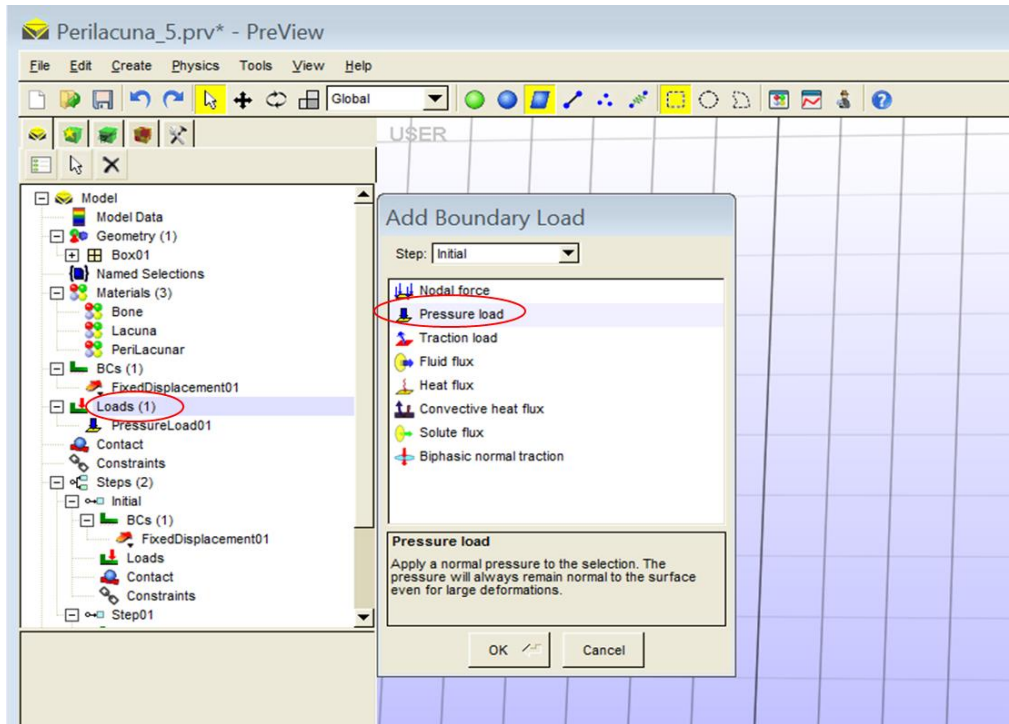 Perilacuna_5.prv* - PreView
File Edit Create Physics Tools View Help
Global
USER
Model
Model Data
Geometry (1)
Box01
Named Selections
Materials (3)
Bone
Lacuna
PeriLacunar
BCs (1)
FixedDisplacement01
Loads (1)
PressureLoad01
Contact
Constraints
Steps (2)
Initial
BCs (1)
FixedDisplacement01
Loads
Contact
Constraints
Step01
Add Boundary Load
Step: Initial
Nodal force
Pressure load
Traction load
Fluid flux
Heat flux
Convective heat flux
Solute flux
Biphasic normal traction
Pressure load
Apply a normal pressure to the selection. The
pressure will always remain normal to the surface
even for large deformations.
OK Cancel